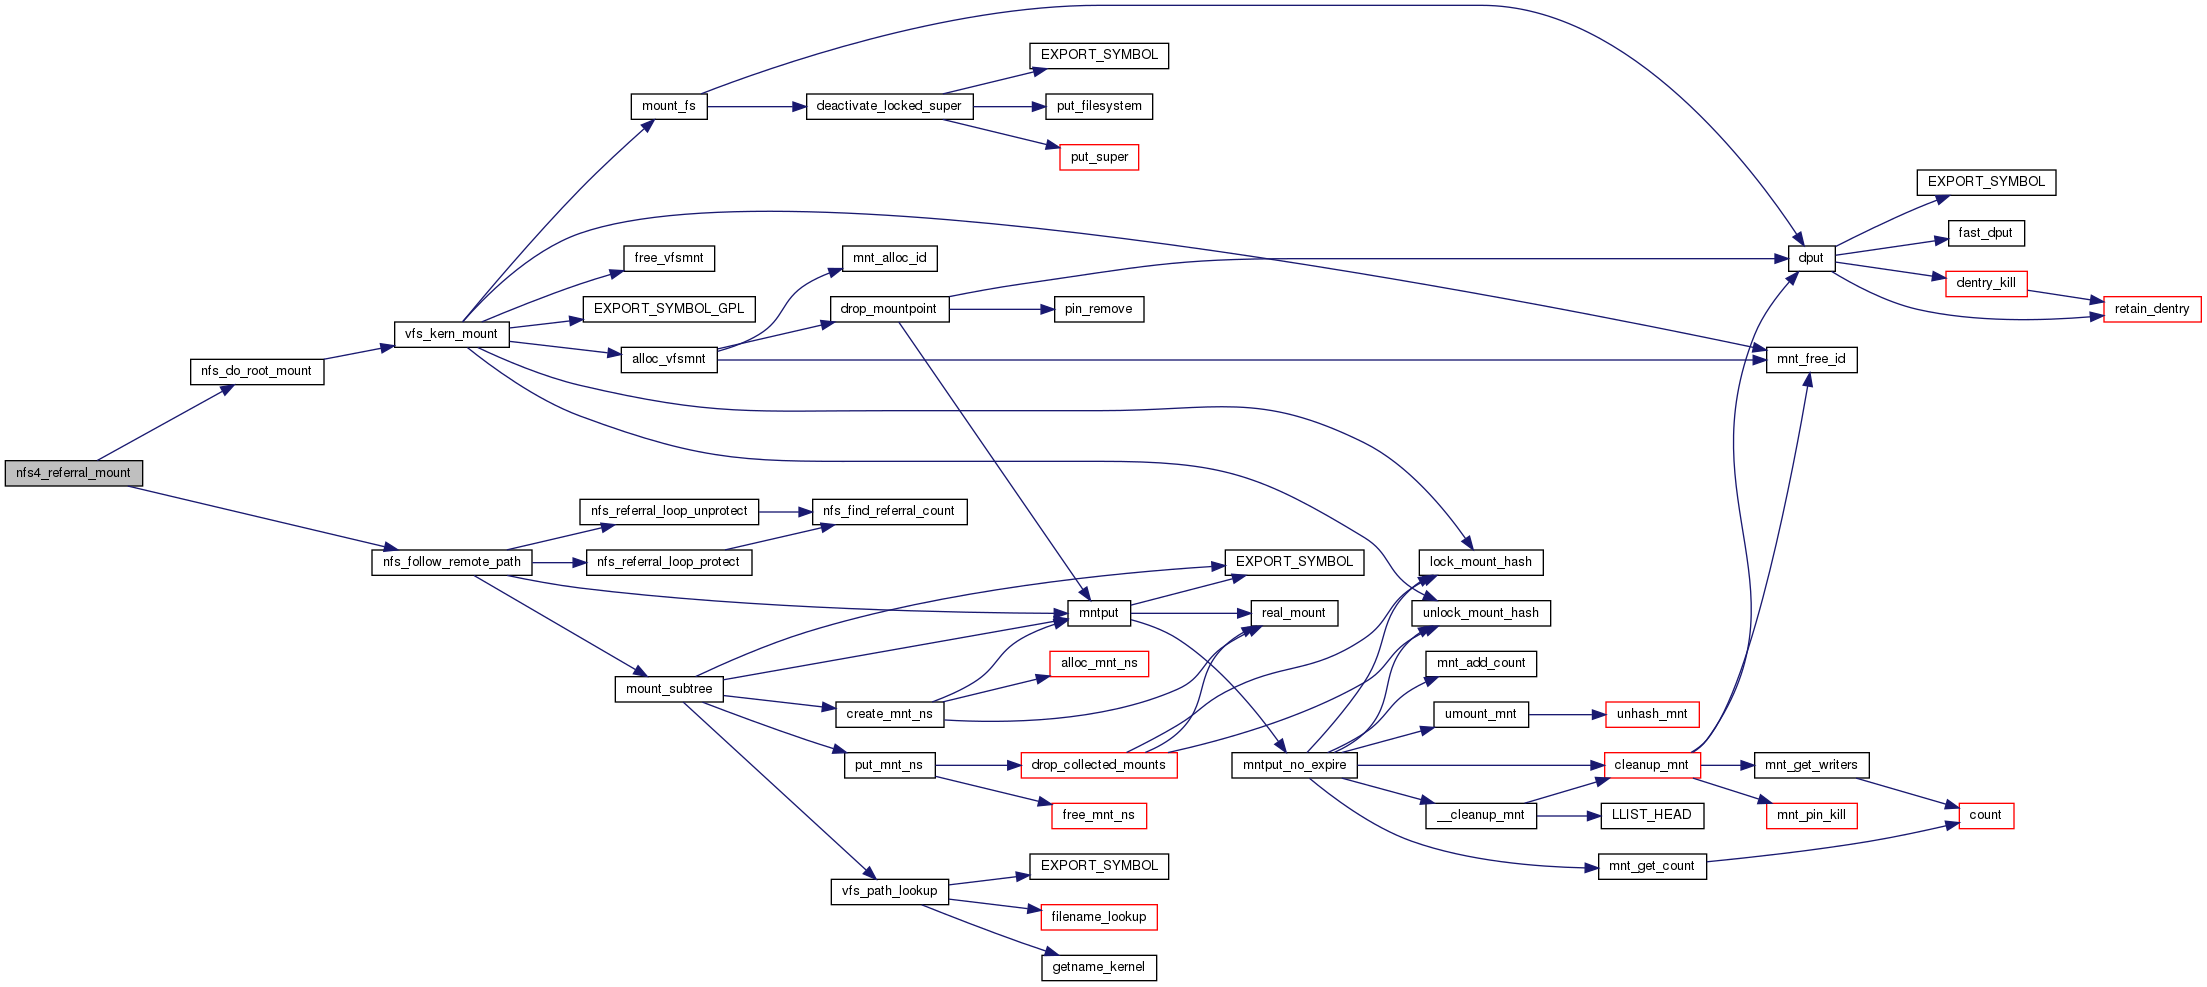 EXPORT_SYMBOL
mount_fs
deactivate_locked_super
put_filesystem
put_super
EXPORT_SYMBOL
fast_dput
free_vfsmnt
mnt_alloc_id
dput
dentry_kill
EXPORT_SYMBOL_GPL
drop_mountpoint
pin_remove
retain_dentry
vfs_kern_mount
alloc_vfsmnt
mnt_free_id
nfs_do_root_mount
nfs4_referral_mount
nfs_referral_loop_unprotect
nfs_find_referral_count
nfs_follow_remote_path
nfs_referral_loop_protect
EXPORT_SYMBOL
lock_mount_hash
mntput
real_mount
unlock_mount_hash
alloc_mnt_ns
mnt_add_count
mount_subtree
create_mnt_ns
umount_mnt
unhash_mnt
put_mnt_ns
drop_collected_mounts
mntput_no_expire
cleanup_mnt
mnt_get_writers
free_mnt_ns
__cleanup_mnt
LLIST_HEAD
mnt_pin_kill
count
EXPORT_SYMBOL
mnt_get_count
vfs_path_lookup
filename_lookup
getname_kernel